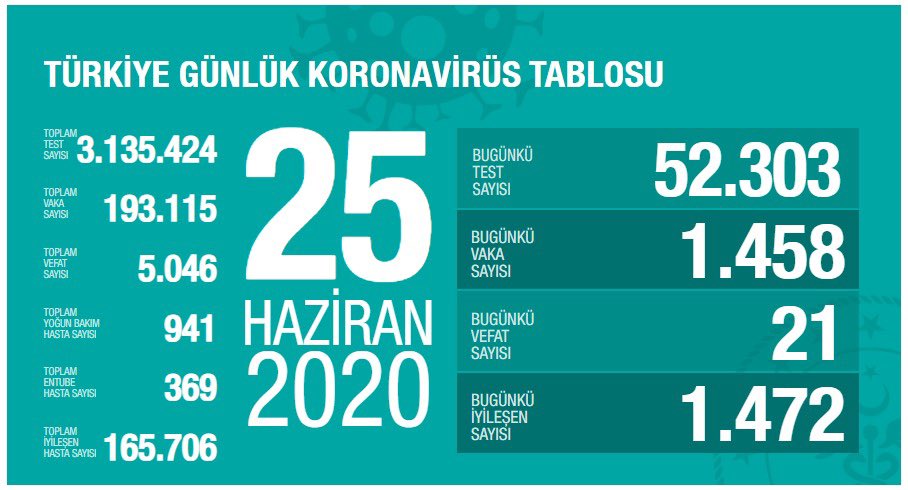 TÜRKİYE GÜNLÜK KORONAVİRÜS TABLOSU
TOPLAM
TEST
SAYISI
3.135.424
TOPLAM
VAKA
SAYISI
193.115
TOPLAM
VEFAT
SAYISI
5.046
TOPLAM
YOĞUN BAKIM
HASTA SAYISI
941
TOPLAM
ENTUBE
HASTA SAYISI
369
TOPLAM
İYİLEŞEN
HASTA SAYISI
165.706
25
HAZİRAN
2020
BUGÜNKÜ
TEST
SAYISI
52.303
BUGÜNKÜ
VAKA
SAYISI
1.458
BUGÜNKÜ
VEFAT
SAYISI
21
BUGÜNKÜ
İYİLEŞEN
SAYISI
1.472